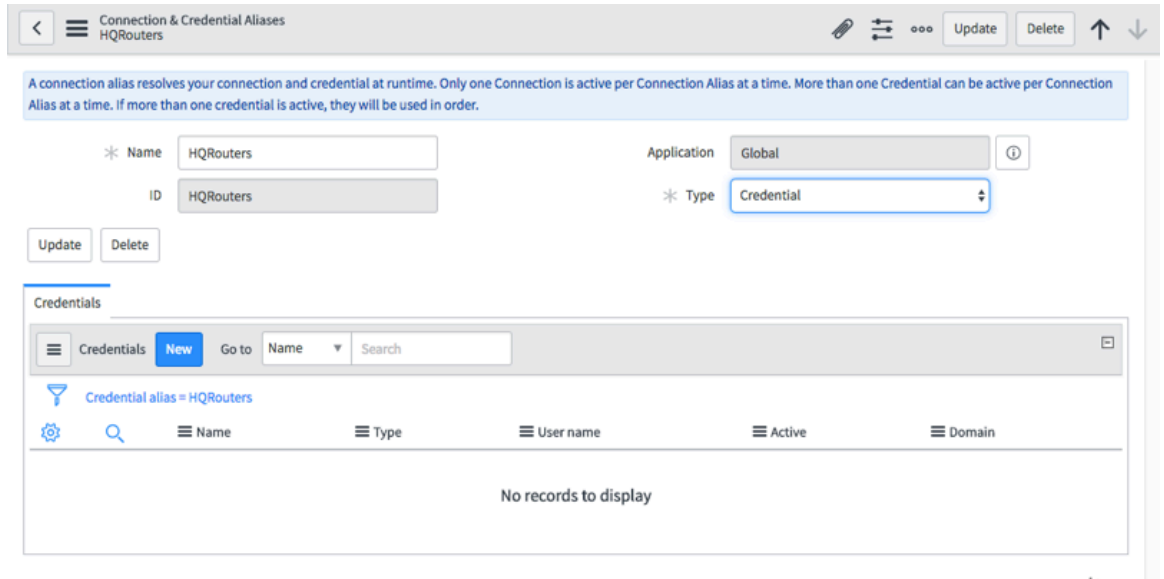 Connection & Credential Aliases
HQRouters
Update
Delete
A connection alias resolves your connection and credential at runtime. Only one Connection is active per Connection Alias at a time. More than one Credential can be active per Connection
Alias at a time. If more than one credential is active, they will be used in order.
Name HQRouters Application Global
ID HQRouters Type Credential
Update Delete
Credentials
Credentials New Go to Name Search
Credential alias = HQRouters
Name Type User name Active Domain
No records to display